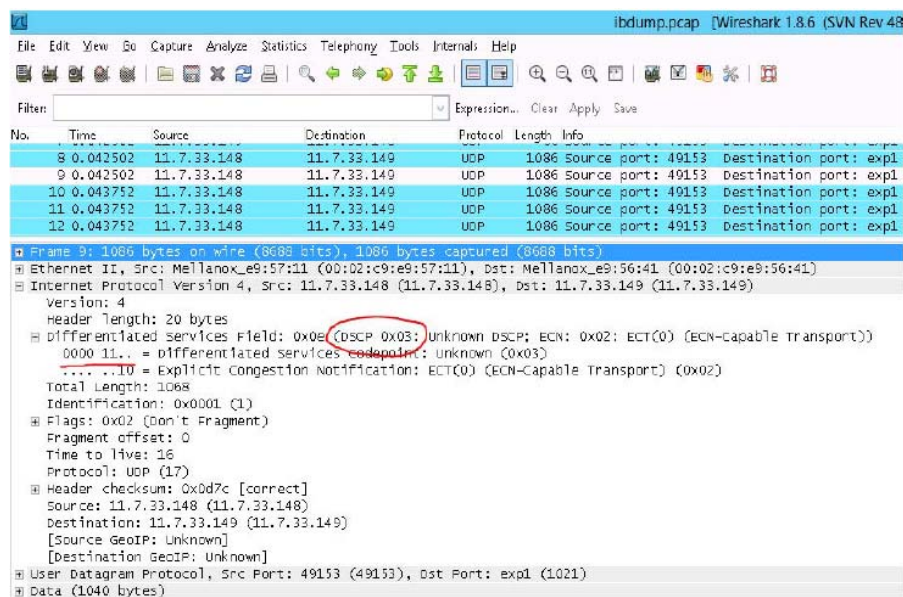 ibdump.pcap [Wireshark 1.8.6 (SVN Rev 48
File Edit View Go Capture Analyze Statistics Telephony Tools Internals Help
Filter: Expression... Clear Apply Save
No. Time Source Destination Protocol Length Info
8 0.042502 11.7.33.148 11.7.33.149 UDP 1086 Source port: 49153 Destination port: exp1
9 0.042502 11.7.33.148 11.7.33.149 UDP 1086 Source port: 49153 Destination port: exp1
10 0.043752 11.7.33.148 11.7.33.149 UDP 1086 Source port: 49153 Destination port: exp1
11 0.043752 11.7.33.148 11.7.33.149 UDP 1086 Source port: 49153 Destination port: exp1
12 0.043752 11.7.33.148 11.7.33.149 UDP 1086 Source port: 49153 Destination port: exp1
Frame 9: 1086 bytes on wire (8688 bits), 1086 bytes captured (8688 bits)
Ethernet II, Src: Mellanox_e9:57:11 (00:02:c9:e9:57:11), Dst: Mellanox_e9:56:41 (00:02:c9:e9:56:41)
Internet Protocol Version 4, Src: 11.7.33.148 (11.7.33.148), Dst: 11.7.33.149 (11.7.33.149)
Version: 4
Header length: 20 bytes
Differentiated Services Field: 0x0e (DSCP 0x03: Unknown DSCP; ECN: 0x02: ECT(0) (ECN-Capable Transport))
0000 11.. = Differentiated Services Codepoint: Unknown (0x03)
.... ..10 = Explicit Congestion Notification: ECT(0) (ECN-Capable Transport) (0x02)
Total Length: 1068
Identification: 0x0001 (1)
Flags: 0x02 (Don't Fragment)
Fragment offset: 0
Time to live: 16
Protocol: UDP (17)
Header checksum: 0x0d7c [correct]
Source: 11.7.33.148 (11.7.33.148)
Destination: 11.7.33.149 (11.7.33.149)
[Source GeoIP: Unknown]
[Destination GeoIP: Unknown]
User Datagram Protocol, Src Port: 49153 (49153), Dst Port: exp1 (1021)
Data (1040 bytes)